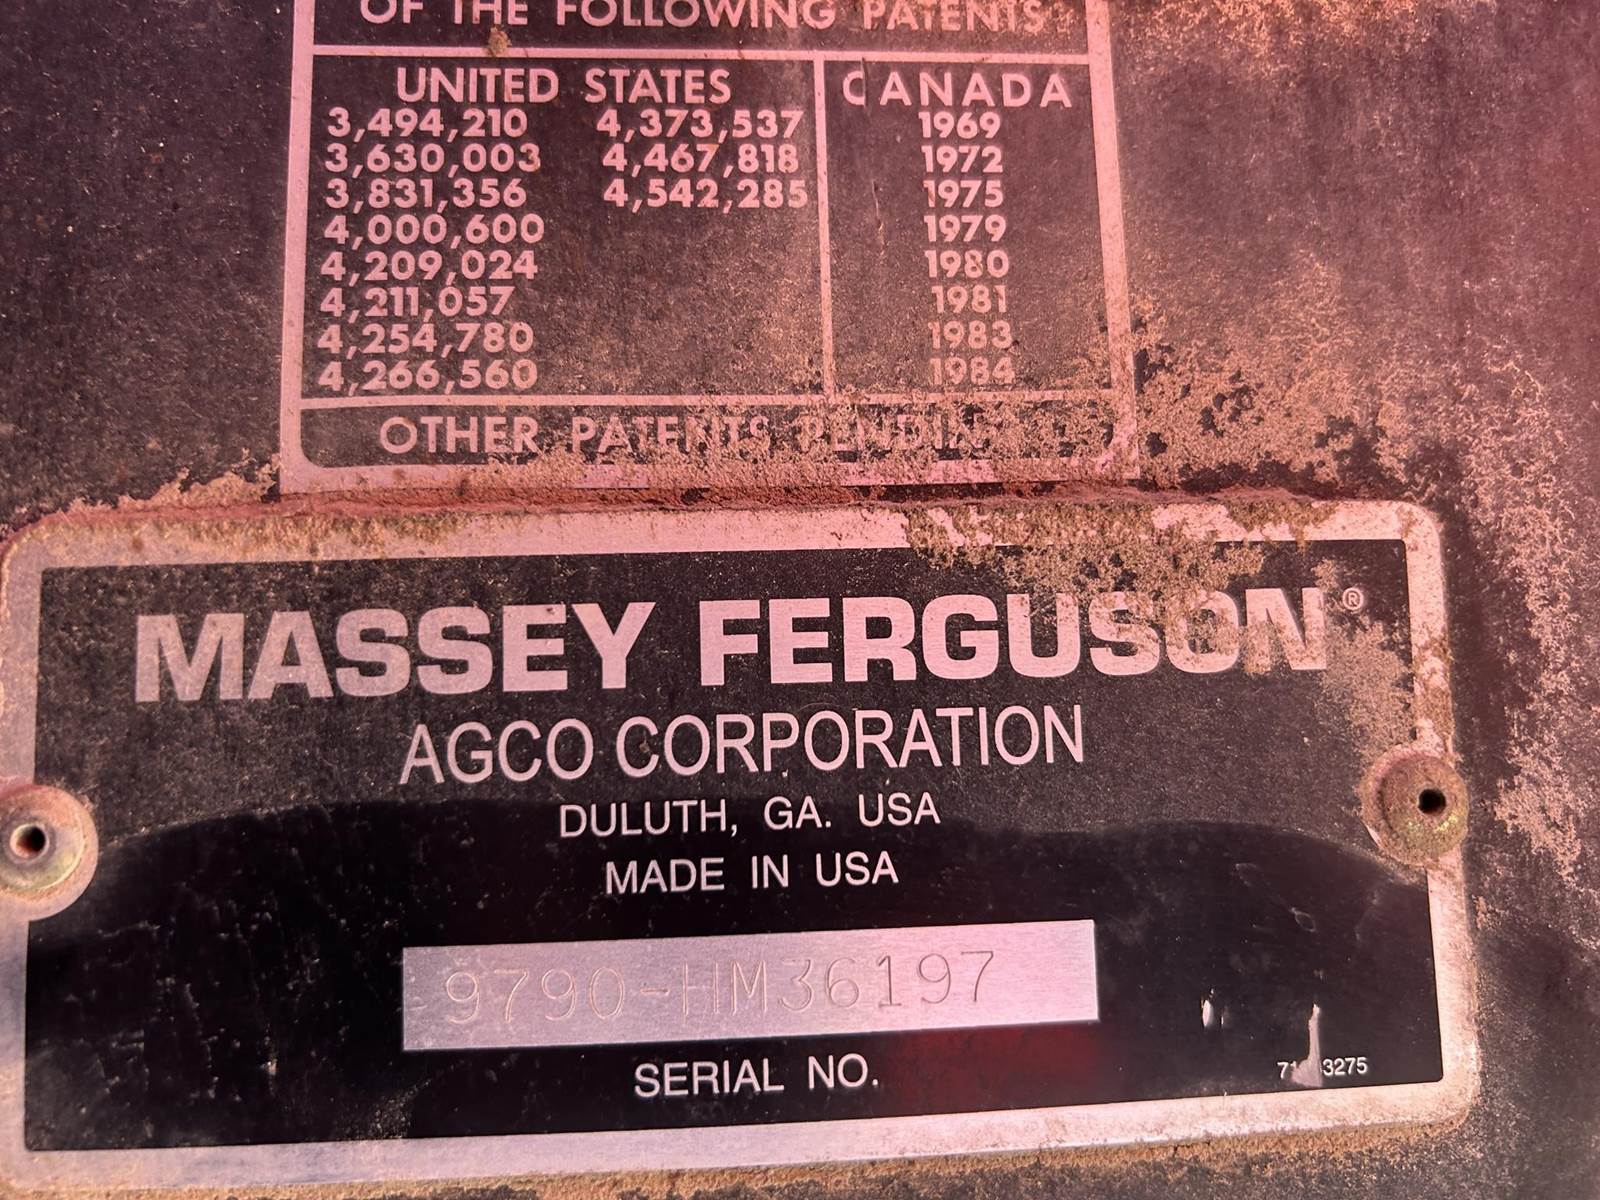 OF THE FOLLOWING PATENTS
UNITED STATES CANADA
3,494,210 4,373,537 1969
3,630,003 4,467,818 1972
3,831,356 4,542,285 1975
4,000,600 1979
4,209,024 1980
4,211,057 1981
4,254,780 1983
4,266,560 1984
OTHER PATENTS PENDING
MASSEY FERGUSON®
AGCO CORPORATION
DULUTH, GA. USA
MADE IN USA
9790-HM36197
SERIAL NO.